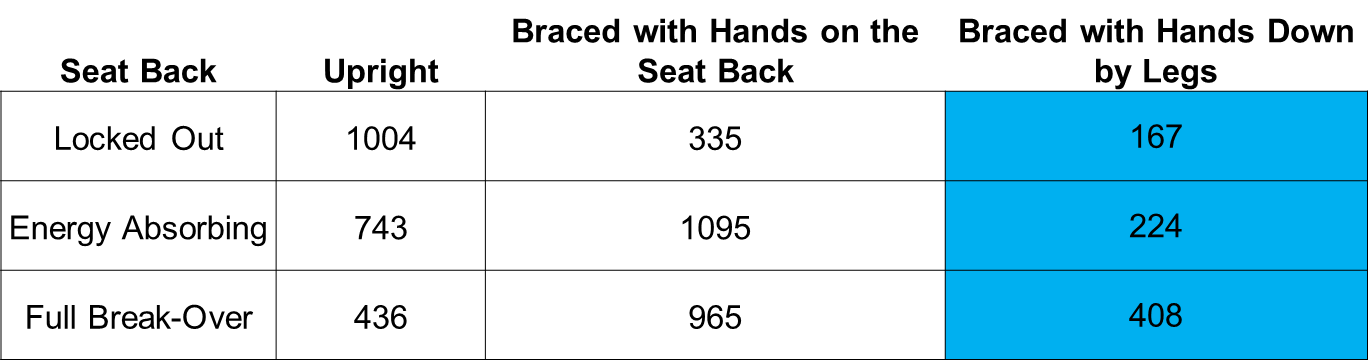 Seat Back Upright Braced with Hands on the Seat Back Braced with Hands Down by Legs
Locked Out 1004 335 167
Energy Absorbing 743 1095 224
Full Break-Over 436 965 408